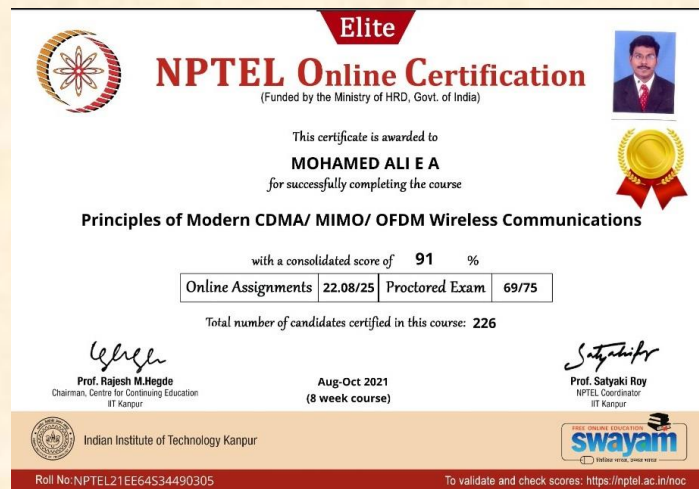 Elite
NPTEL Online Certification
(Funded by the Ministry of HRD, Govt. of India)
This certificate is awarded to
MOHAMED ALI E A
for successfully completing the course
Principles of Modern CDMA/ MIMO/ OFDM Wireless Communications
with a consolidated score of 91 %
Online Assignments 22.08/25 Proctored Exam 69/75
Total number of candidates certified in this course: 226
Prof. Rajesh M.Hegde
Chairman, Centre for Continuing Education
IIT Kanpur
Aug-Oct 2021
(8 week course)
Prof. Satyaki Roy
NPTEL Coordinator
IIT Kanpur
Indian Institute of Technology Kanpur
FREE ONLINE EDUCATION
swayam
शिक्षित भारत, उन्नत भारत
Roll No:NPTEL21EE64S34490305
To validate and check scores: https://nptel.ac.in/noc